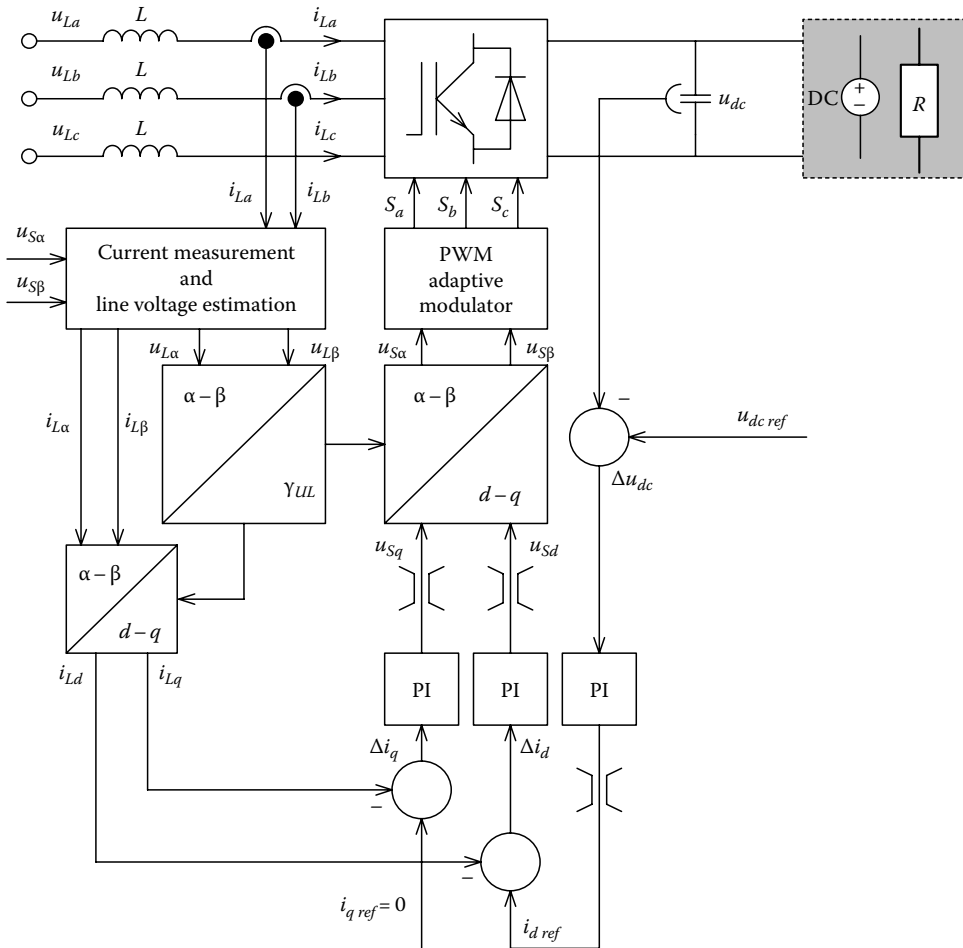 u_La L i_La
u_Lb L i_Lb
u_Lc L i_Lc
u_dc
DC + − R
i_La i_Lb
S_a S_b S_c
u_Sα
u_Sβ
Current measurement
and
line voltage estimation
PWM
adaptive
modulator
u_Lα u_Lβ
u_Sα u_Sβ
i_Lα i_Lβ
α – β
γ_UL
α – β
d – q
−
u_dc ref
Δu_dc
u_Sq u_Sd
α – β
d – q
i_Ld i_Lq
PI PI PI
Δi_q Δi_d
−
−
i_q ref = 0
i_d ref